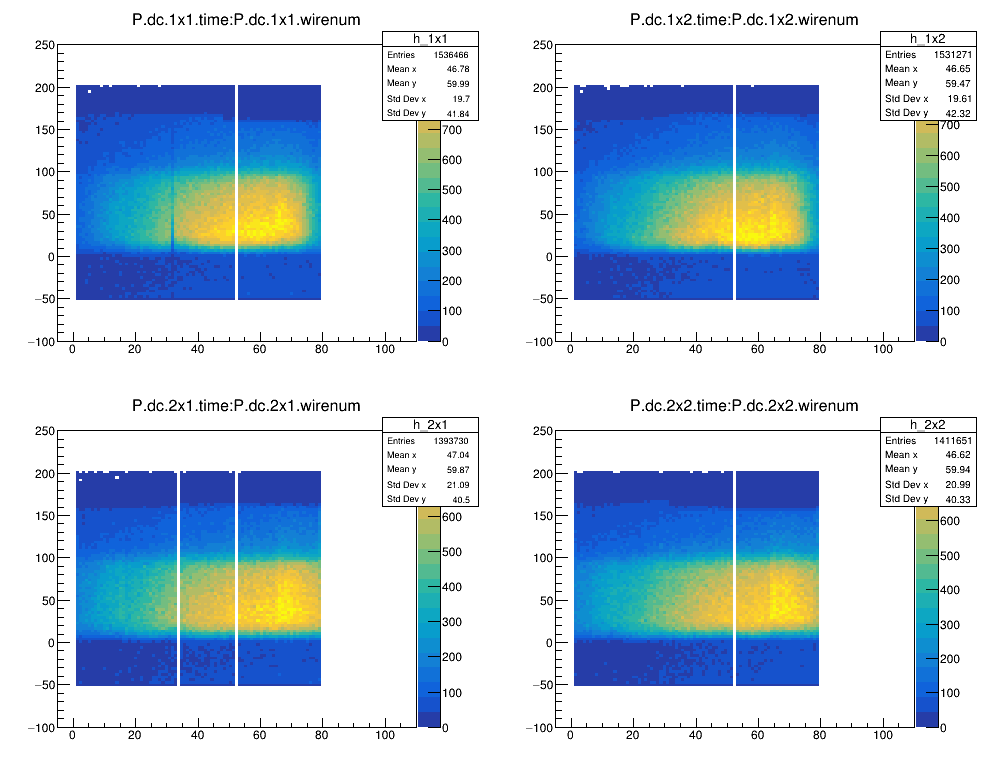 P.dc.1x1.time:P.dc.1x1.wirenum
h_1x1
Entries 1536466
Mean x 46.78
Mean y 59.99
Std Dev x 19.7
Std Dev y 41.84
250
200
150
100
50
0
−50
−100
0 20 40 60 80 100
700
600
500
400
300
200
100
0
P.dc.1x2.time:P.dc.1x2.wirenum
h_1x2
Entries 1531271
Mean x 46.65
Mean y 59.47
Std Dev x 19.61
Std Dev y 42.32
250
200
150
100
50
0
−50
−100
0 20 40 60 80 100
700
600
500
400
300
200
100
0
P.dc.2x1.time:P.dc.2x1.wirenum
h_2x1
Entries 1393730
Mean x 47.04
Mean y 59.87
Std Dev x 21.09
Std Dev y 40.5
250
200
150
100
50
0
−50
−100
0 20 40 60 80 100
600
500
400
300
200
100
0
P.dc.2x2.time:P.dc.2x2.wirenum
h_2x2
Entries 1411651
Mean x 46.62
Mean y 59.94
Std Dev x 20.99
Std Dev y 40.33
250
200
150
100
50
0
−50
−100
0 20 40 60 80 100
600
500
400
300
200
100
0